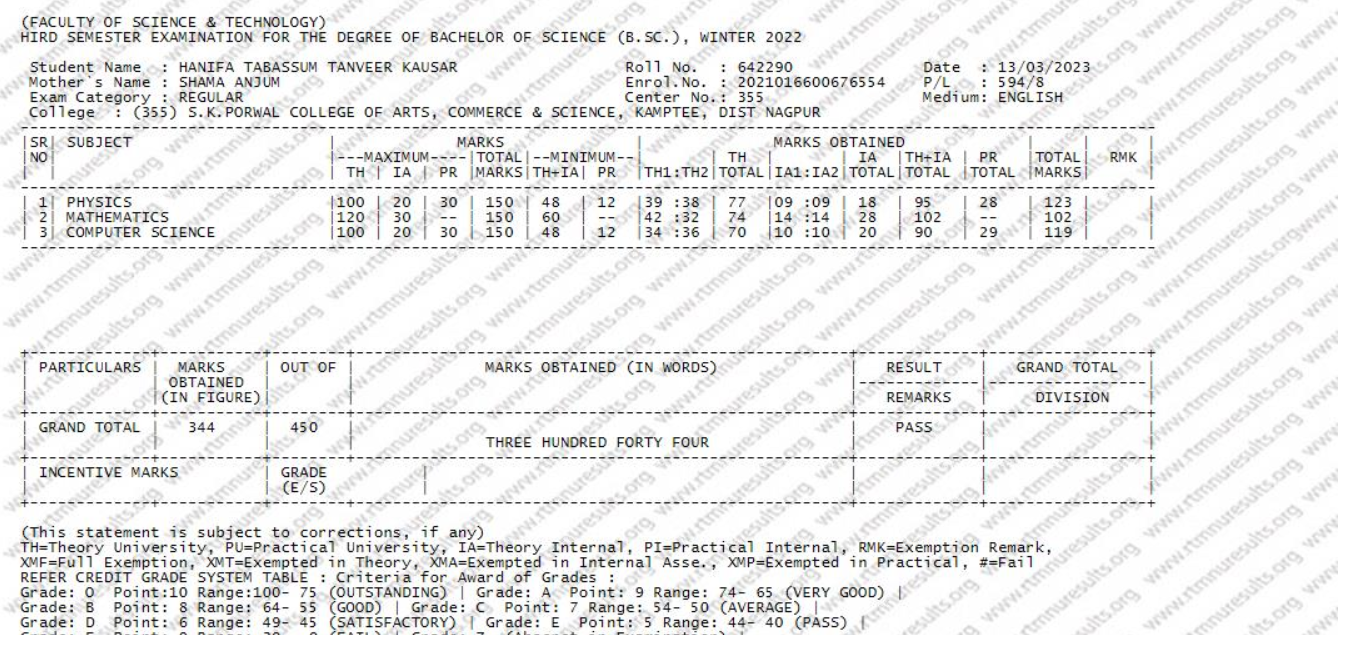 (FACULTY OF SCIENCE & TECHNOLOGY)
HIRD SEMESTER EXAMINATION FOR THE DEGREE OF BACHELOR OF SCIENCE (B.SC.), WINTER 2022
Student Name : HANIFA TABASSUM TANVEER KAUSAR Roll No. : 642290 Date : 13/03/2023
Mother's Name : SHAMA ANJUM Enrol.No. : 2021016600676554 P/L : 594/8
Exam Category : REGULAR Center No.: 355 Medium: ENGLISH
College : (355) S.K.PORWAL COLLEGE OF ARTS, COMMERCE & SCIENCE, KAMPTEE, DIST NAGPUR
|SR| SUBJECT | MARKS | MARKS OBTAINED | | |
|NO| |---MAXIMUM----|TOTAL|--MINIMUM--| | TH | | IA |TH+IA | PR |TOTAL| RMK |
| | | TH | IA | PR |MARKS|TH+IA| PR |TH1:TH2|TOTAL|IA1:IA2|TOTAL|TOTAL |TOTAL |MARKS| |
| 1| PHYSICS |100 | 20 | 30 | 150 | 48 | 12 |39 :38 | 77 |09 :09 | 18 | 95 | 28 | 123 | |
| 2| MATHEMATICS |120 | 30 | -- | 150 | 60 | -- |42 :32 | 74 |14 :14 | 28 | 102 | -- | 102 | |
| 3| COMPUTER SCIENCE |100 | 20 | 30 | 150 | 48 | 12 |34 :36 | 70 |10 :10 | 20 | 90 | 29 | 119 | |
| PARTICULARS | MARKS | OUT OF | MARKS OBTAINED (IN WORDS) | RESULT | GRAND TOTAL |
| | OBTAINED | | |-------------|-------------------|
| |(IN FIGURE)| | | REMARKS | DIVISION |
| GRAND TOTAL | 344 | 450 | | PASS | |
THREE HUNDRED FORTY FOUR
| INCENTIVE MARKS | GRADE | | | |
| | (E/S) | | | |
(This statement is subject to corrections, if any)
TH=Theory University, PU=Practical University, IA=Theory Internal, PI=Practical Internal, RMK=Exemption Remark,
XMF=Full Exemption, XMT=Exempted in Theory, XMA=Exempted in Internal Asse., XMP=Exempted in Practical, #=Fail
REFER CREDIT GRADE SYSTEM TABLE : Criteria for Award of Grades :
Grade: O Point:10 Range:100- 75 (OUTSTANDING) | Grade: A Point: 9 Range: 74- 65 (VERY GOOD) |
Grade: B Point: 8 Range: 64- 55 (GOOD) | Grade: C Point: 7 Range: 54- 50 (AVERAGE) |
Grade: D Point: 6 Range: 49- 45 (SATISFACTORY) | Grade: E Point: 5 Range: 44- 40 (PASS) |
www.rtmnuresults.org